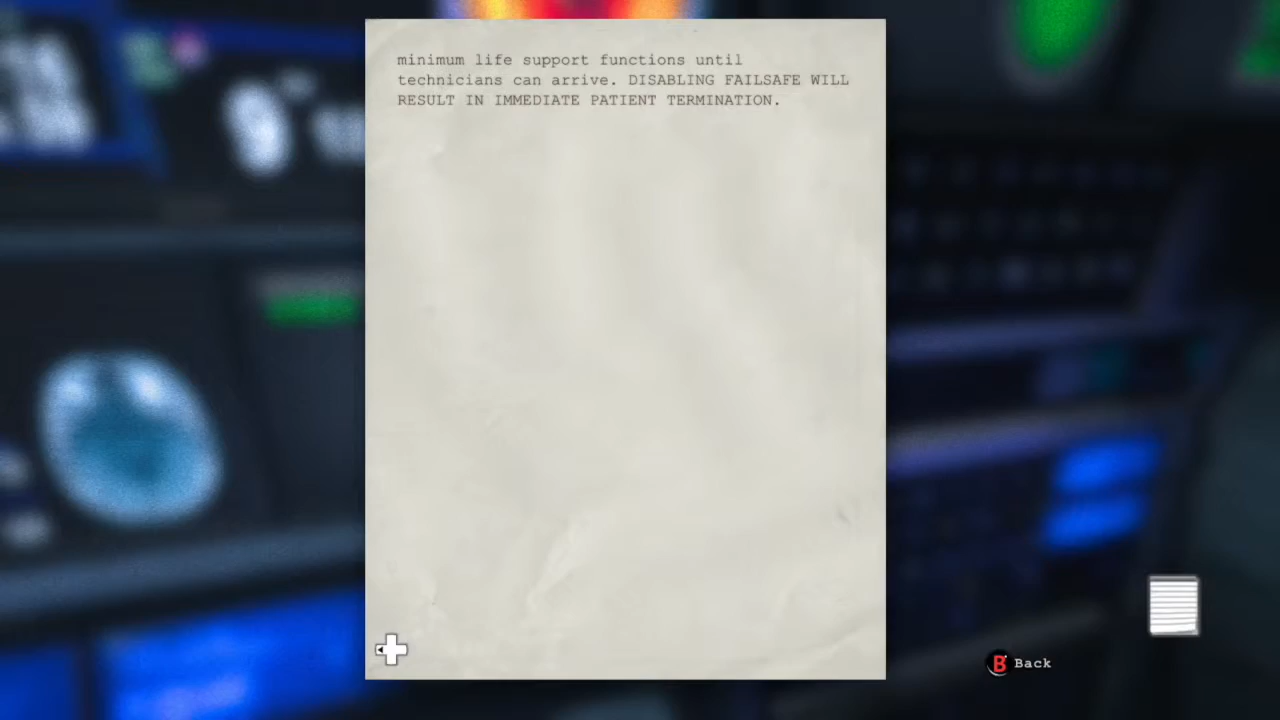 minimum life support functions until
technicians can arrive. DISABLING FAILSAFE WILL
RESULT IN IMMEDIATE PATIENT TERMINATION.
B Back